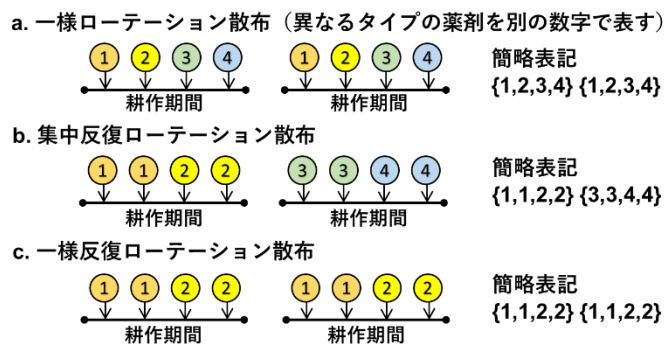 a. 一様ローテーション散布（異なるタイプの薬剤を別の数字で表す）
1 2 3 4 1 2 3 4
簡略表記
{1,2,3,4} {1,2,3,4}
耕作期間 耕作期間
b. 集中反復ローテーション散布
1 1 2 2 3 3 4 4
簡略表記
{1,1,2,2} {3,3,4,4}
耕作期間 耕作期間
c. 一様反復ローテーション散布
1 1 2 2 1 1 2 2
簡略表記
{1,1,2,2} {1,1,2,2}
耕作期間 耕作期間